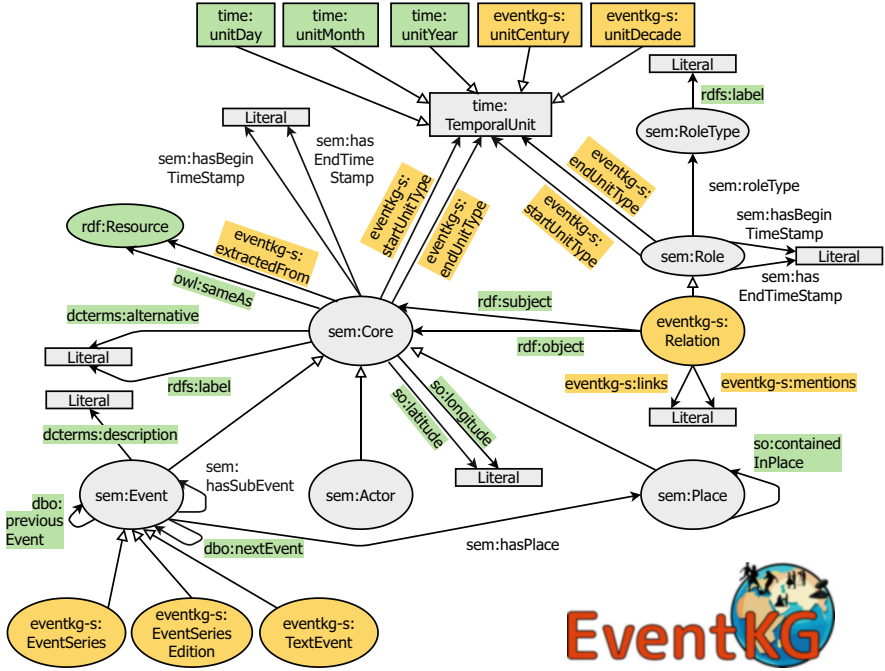 time:
unitDay
time:
unitMonth
time:
unitYear
eventkg-s:
unitCentury
eventkg-s:
unitDecade
Literal
rdfs:label
time:
TemporalUnit
Literal
sem:RoleType
sem:hasBegin
TimeStamp
sem:has
EndTime
Stamp
eventkg-s:
startUnitType
eventkg-s:
endUnitType
eventkg-s:
endUnitType
eventkg-s:
startUnitType
sem:roleType
sem:hasBegin
TimeStamp
rdf:Resource
eventkg-s:
extractedFrom
owl:sameAs
sem:Role
Literal
sem:has
EndTimeStamp
dcterms:alternative
sem:Core
rdf:subject
rdf:object
eventkg-s:
Relation
Literal
rdfs:label
eventkg-s:links
eventkg-s:mentions
Literal
Literal
dcterms:description
so:latitude
so:longitude
so:contained
InPlace
sem:
hasSubEvent
Literal
sem:Event
sem:Actor
sem:Place
dbo:
previous
Event
dbo:nextEvent
sem:hasPlace
eventkg-s:
EventSeries
eventkg-s:
EventSeries
Edition
eventkg-s:
TextEvent
EventKG